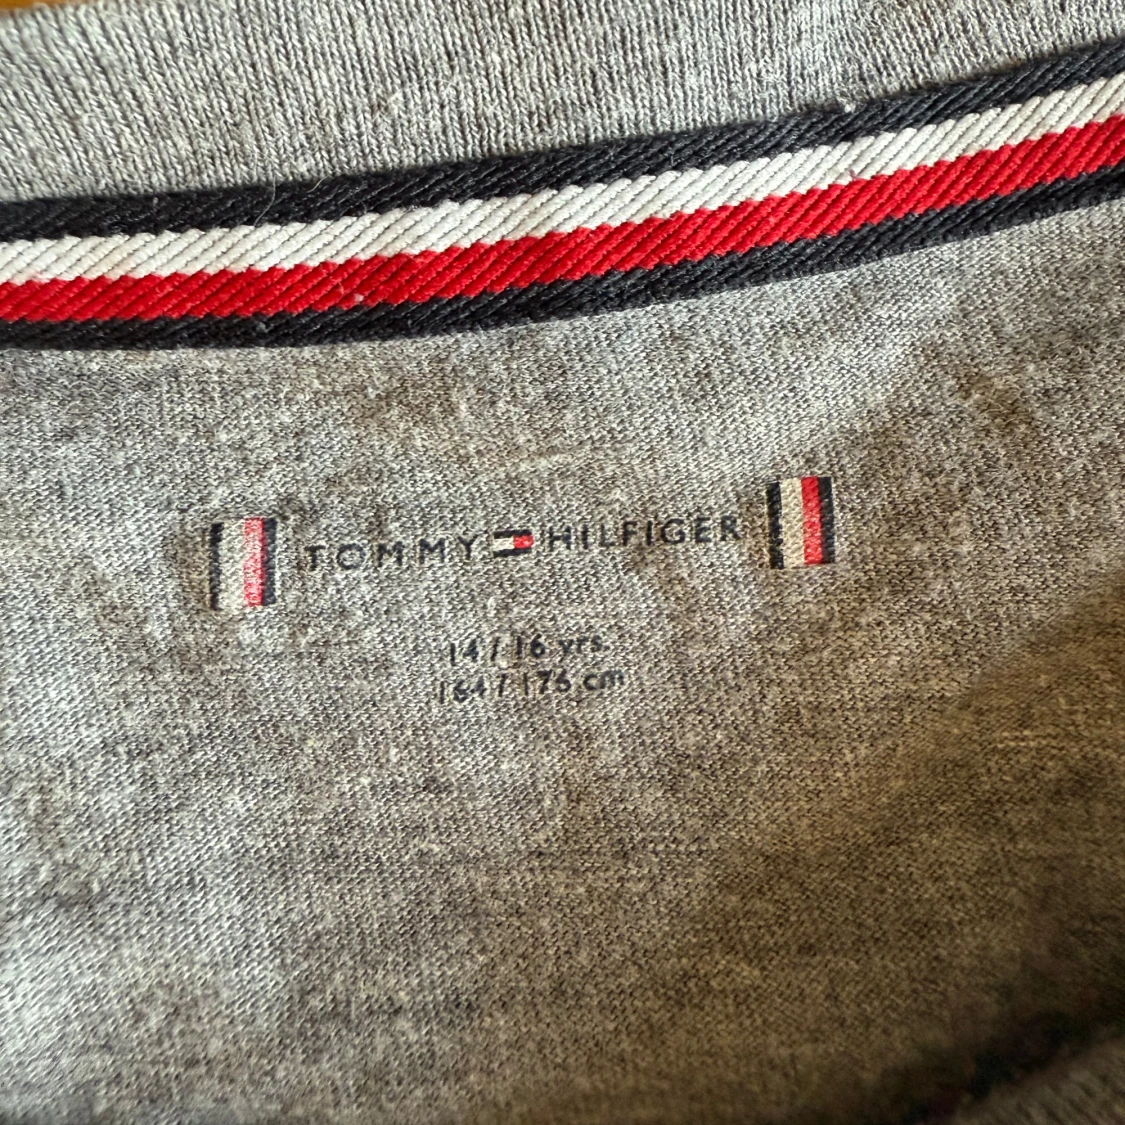 TOMMY HILFIGER
14 / 16 yrs.
164 / 176 cm